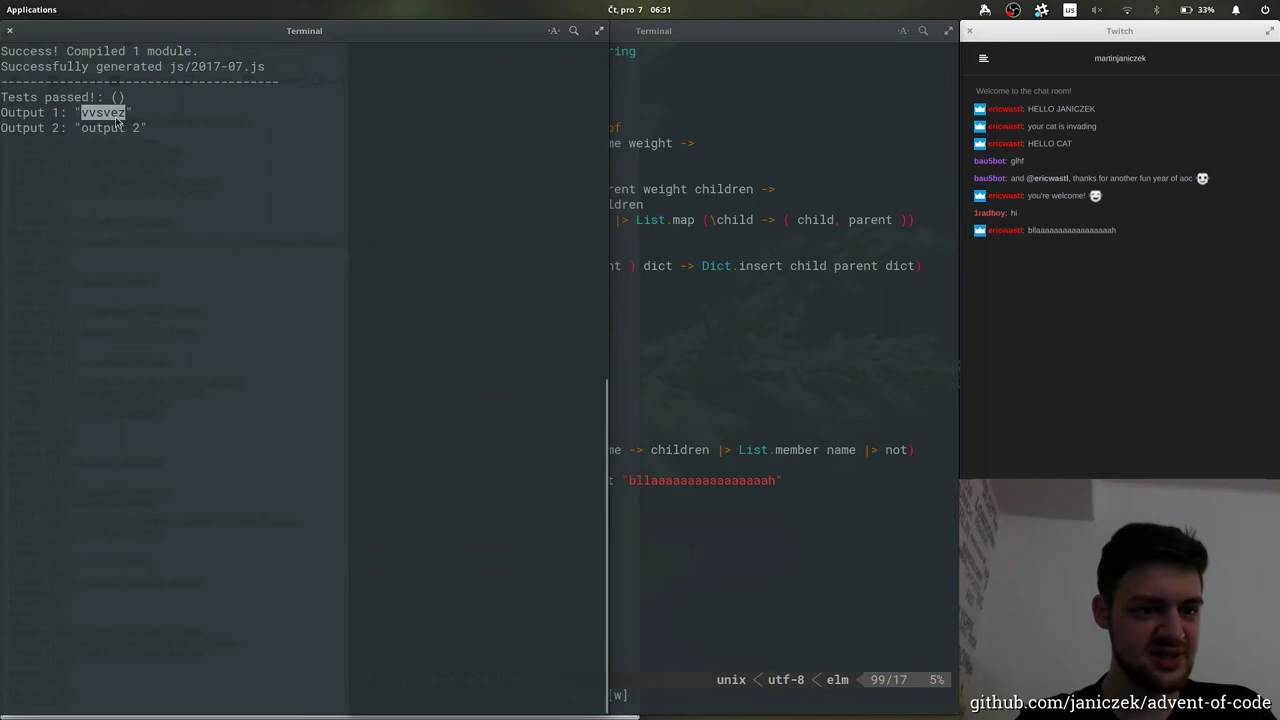 Applications
Čt, pro 7 06:31
us
33%
Terminal
Terminal
Twitch
Success! Compiled 1 module.
Successfully generated js/2017-07.js
Tests passed!: ()
Output 1: "vvsvez"
Output 2: "output 2"
ring
of
me weight ->
rent weight children ->
ldren
|> List.map (\child -> ( child, parent ))
nt ) dict -> Dict.insert child parent dict)
me -> children |> List.member name |> not)
t "bllaaaaaaaaaaaaaaaah"
unix < utf-8 < elm 99/17 5%
[w]
martinjaniczek
Welcome to the chat room!
ericwastl: HELLO JANICZEK
ericwastl: your cat is invading
ericwastl: HELLO CAT
bau5bot: glhf
bau5bot: and @ericwastl, thanks for another fun year of aoc
ericwastl: you're welcome!
1radboy: hi
ericwastl: bllaaaaaaaaaaaaaaaah
github.com/janiczek/advent-of-code